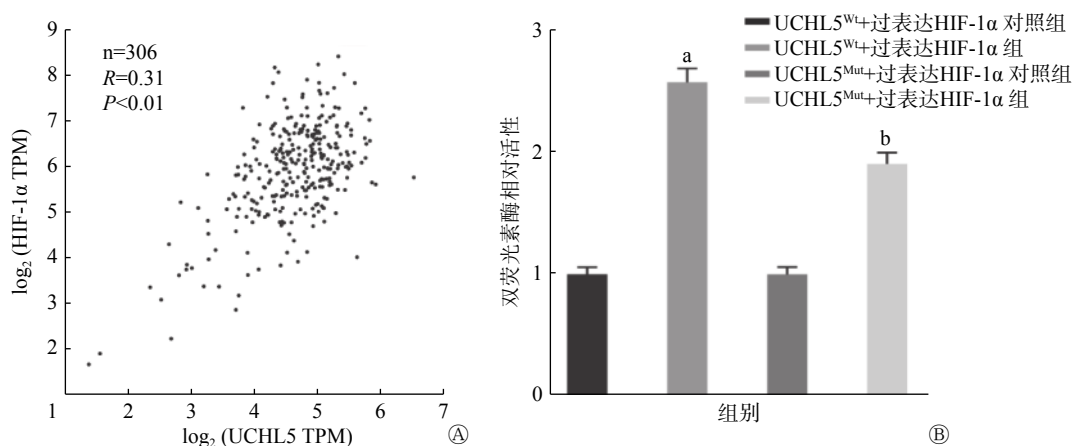 9
8
7
6
5
4
3
2
1
2
3
4
5
6
7
n=306
R=0.31
P<0.01
log₂ (HIF-1α TPM)
log₂ (UCHL5 TPM)
Ⓐ
3
2
1
0
双荧光素酶相对活性
a
b
UCHL5ᵂᵗ+过表达HIF-1α 对照组
UCHL5ᵂᵗ+过表达HIF-1α 组
UCHL5ᴹᵘᵗ+过表达HIF-1α 对照组
UCHL5ᴹᵘᵗ+过表达HIF-1α 组
组别
Ⓑ